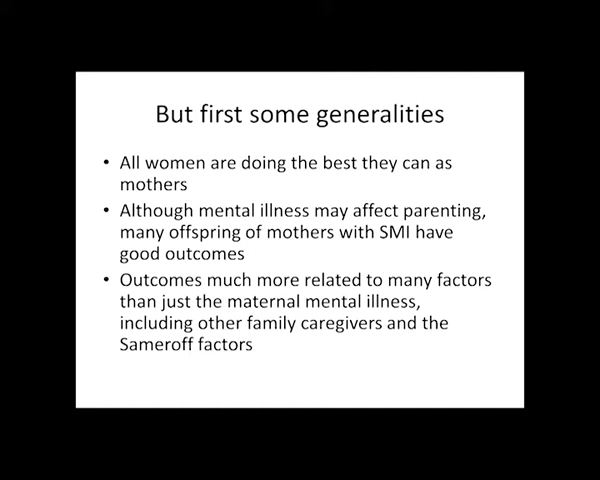 But first some generalities
• All women are doing the best they can as
mothers
• Although mental illness may affect parenting,
many offspring of mothers with SMI have
good outcomes
• Outcomes much more related to many factors
than just the maternal mental illness,
including other family caregivers and the
Sameroff factors